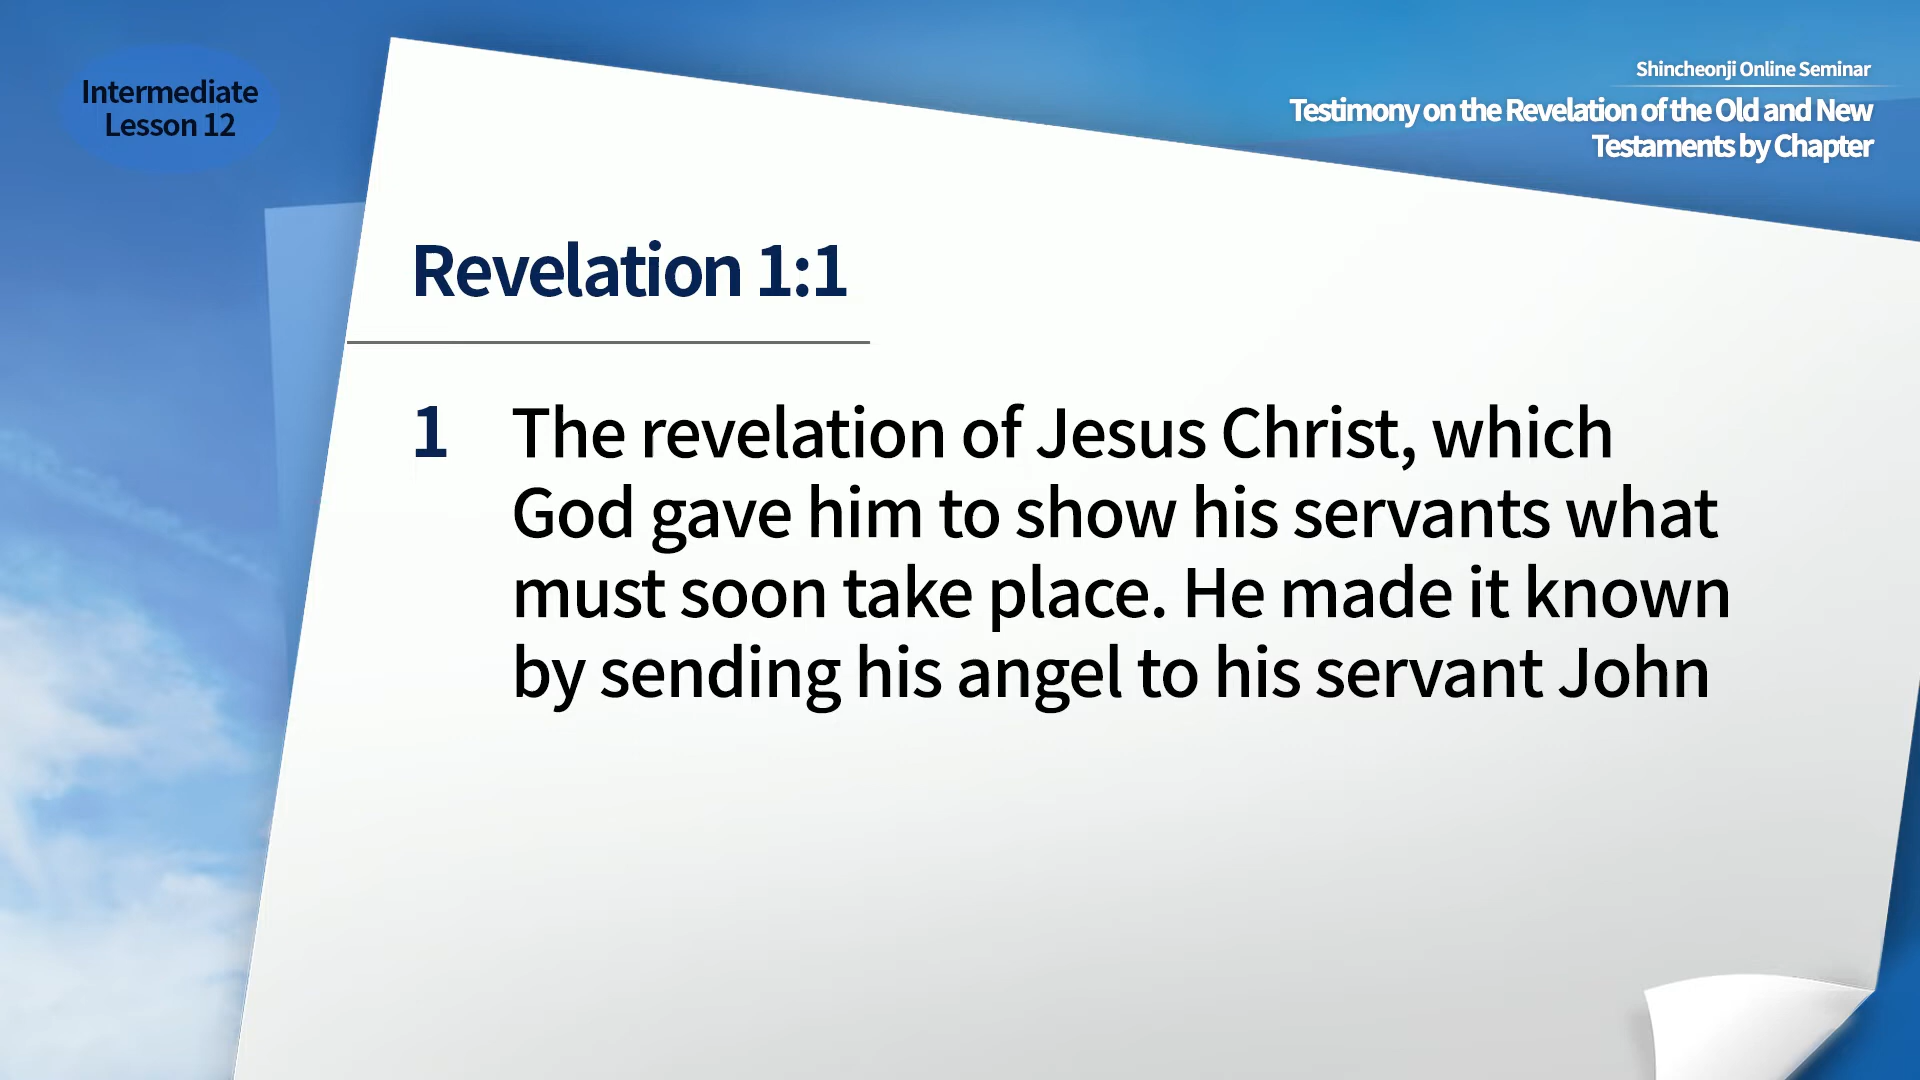 Intermediate
Lesson 12
Shincheonji Online Seminar
Testimony on the Revelation of the Old and New
Testaments by Chapter
Revelation 1:1
1 The revelation of Jesus Christ, which
God gave him to show his servants what
must soon take place. He made it known
by sending his angel to his servant John